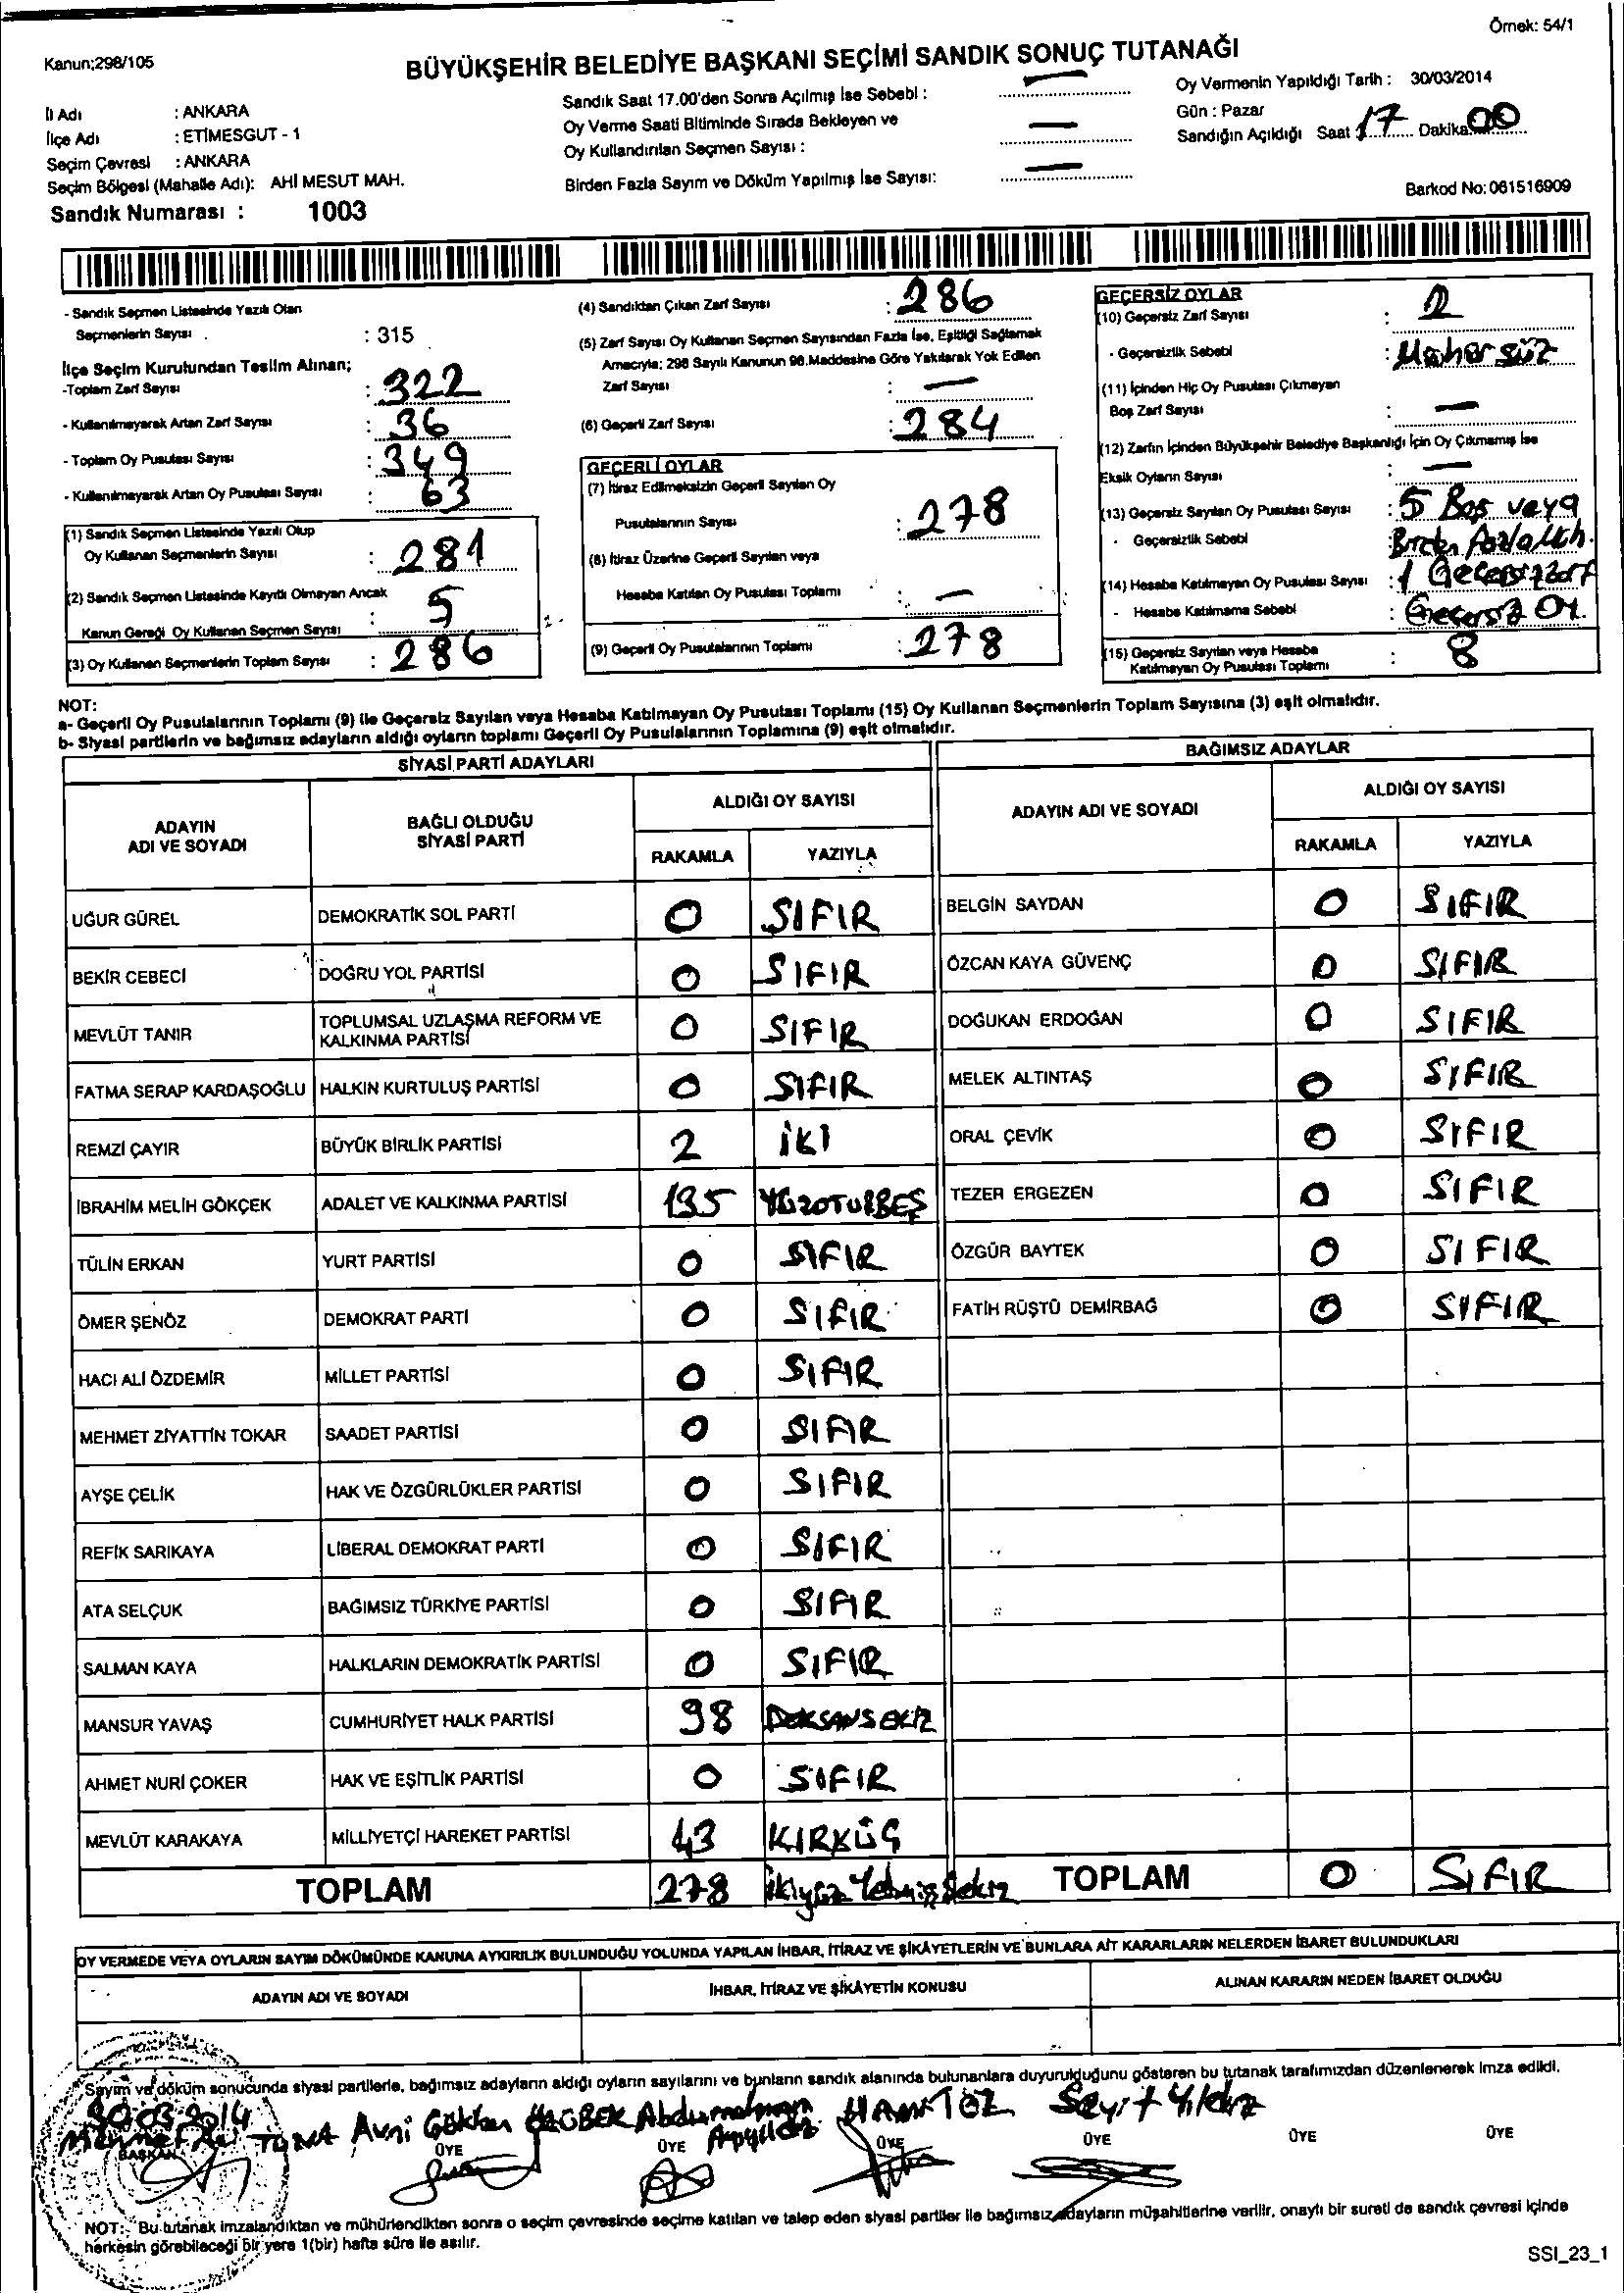 Örnek: 54/1
Kanun;298/105
BÜYÜKŞEHİR BELEDİYE BAŞKANI SEÇİMİ SANDIK SONUÇ TUTANAĞI
İl Adı : ANKARA
İlçe Adı : ETİMESGUT - 1
Seçim Çevresi : ANKARA
Seçim Bölgesi (Mahalle Adı): AHİ MESUT MAH.
Sandık Numarası : 1003
Sandık Saat 17.00'den Sonra Açılmış İse Sebebi : —
Oy Verme Saati Bitiminde Sırada Bekleyen ve
Oy Kullandırılan Seçmen Sayısı : —
Birden Fazla Sayım ve Döküm Yapılmış İse Sayısı: —
Oy Vermenin Yapıldığı Tarih : 30/03/2014
Gün : Pazar
Sandığın Açıldığı Saat 17 Dakika 00
Barkod No: 061516909
- Sandık Seçmen Listesinde Yazılı Olan
Seçmenlerin Sayısı : 315
İlçe Seçim Kurulundan Teslim Alınan;
-Toplam Zarf Sayısı : 322
- Kullanılmayarak Artan Zarf Sayısı : 36
- Toplam Oy Pusulası Sayısı : 349
- Kullanılmayarak Artan Oy Pusulası Sayısı : 63
(1) Sandık Seçmen Listesinde Yazılı Olup
Oy Kullanan Seçmenlerin Sayısı : 281
(2) Sandık Seçmen Listesinde Kayıtlı Olmayan Ancak
Kanun Gereği Oy Kullanan Seçmen Sayısı : 5
(3) Oy Kullanan Seçmenlerin Toplam Sayısı : 286
(4) Sandıktan Çıkan Zarf Sayısı : 286
(5) Zarf Sayısı Oy Kullanan Seçmen Sayısından Fazla İse, Eşitliği Sağlamak
Amacıyla; 298 Sayılı Kanunun 98.Maddesine Göre Yakılarak Yok Edilen
Zarf Sayısı : —
(6) Geçerli Zarf Sayısı : 284
GEÇERLİ OYLAR
(7) İtiraz Edilmeksizin Geçerli Sayılan Oy
Pusulalarının Sayısı : 278
(8) İtiraz Üzerine Geçerli Sayılan veya
Hesaba Katılan Oy Pusulası Toplamı : —
(9) Geçerli Oy Pusulalarının Toplamı : 278
GEÇERSİZ OYLAR
(10) Geçersiz Zarf Sayısı : 2
- Geçersizlik Sebebi : Mühürsüz
(11) İçinden Hiç Oy Pusulası Çıkmayan
Boş Zarf Sayısı : —
(12) Zarfın İçinden Büyükşehir Belediye Başkanlığı İçin Oy Çıkmamış İse
Eksik Oyların Sayısı : —
(13) Geçersiz Sayılan Oy Pusulası Sayısı : 5 Boş veya
- Geçersizlik Sebebi
(14) Hesaba Katılmayan Oy Pusulası Sayısı : 1
- Hesaba Katılmama Sebebi : Geçersiz Oy.
(15) Geçersiz Sayılan veya Hesaba
Katılmayan Oy Pusulası Toplamı : 8
NOT:
a- Geçerli Oy Pusulalarının Toplamı (9) ile Geçersiz Sayılan veya Hesaba Katılmayan Oy Pusulası Toplamı (15) Oy Kullanan Seçmenlerin Toplam Sayısına (3) eşit olmalıdır.
b- Siyasi partilerin ve bağımsız adayların aldığı oyların toplamı Geçerli Oy Pusulalarının Toplamına (9) eşit olmalıdır.
SİYASİ PARTİ ADAYLARI BAĞIMSIZ ADAYLAR
ADAYIN ADI VE SOYADI BAĞLI OLDUĞU SİYASİ PARTİ ALDIĞI OY SAYISI ADAYIN ADI VE SOYADI ALDIĞI OY SAYISI
RAKAMLA YAZIYLA RAKAMLA YAZIYLA
UĞUR GÜREL DEMOKRATİK SOL PARTİ 0 SIFIR BELGİN SAYDAN 0 SIFIR
BEKİR CEBECİ DOĞRU YOL PARTİSİ 0 SIFIR ÖZCAN KAYA GÜVENÇ 0 SIFIR
MEVLÜT TANIR TOPLUMSAL UZLAŞMA REFORM VE KALKINMA PARTİSİ 0 SIFIR DOĞUKAN ERDOĞAN 0 SIFIR
FATMA SERAP KARDAŞOĞLU HALKIN KURTULUŞ PARTİSİ 0 SIFIR MELEK ALTINTAŞ 0 SIFIR
REMZİ ÇAYIR BÜYÜK BİRLİK PARTİSİ 2 İKİ ORAL ÇEVİK 0 SIFIR
İBRAHİM MELİH GÖKÇEK ADALET VE KALKINMA PARTİSİ 135 YÜZOTUZBEŞ TEZER ERGEZEN 0 SIFIR
TÜLİN ERKAN YURT PARTİSİ 0 SIFIR ÖZGÜR BAYTEK 0 SIFIR
ÖMER ŞENÖZ DEMOKRAT PARTİ 0 SIFIR FATİH RÜŞTÜ DEMİRBAĞ 0 SIFIR
HACI ALİ ÖZDEMİR MİLLET PARTİSİ 0 SIFIR
MEHMET ZİYATTİN TOKAR SAADET PARTİSİ 0 SIFIR
AYŞE ÇELİK HAK VE ÖZGÜRLÜKLER PARTİSİ 0 SIFIR
REFİK SARIKAYA LİBERAL DEMOKRAT PARTİ 0 SIFIR
ATA SELÇUK BAĞIMSIZ TÜRKİYE PARTİSİ 0 SIFIR
SALMAN KAYA HALKLARIN DEMOKRATİK PARTİSİ 0 SIFIR
MANSUR YAVAŞ CUMHURİYET HALK PARTİSİ 98 DOKSANSEKİZ
AHMET NURİ ÇOKER HAK VE EŞİTLİK PARTİSİ 0 SIFIR
MEVLÜT KARAKAYA MİLLİYETÇİ HAREKET PARTİSİ 43 KIRKÜÇ
TOPLAM 278 İkiyüz Yetmiş Sekiz TOPLAM 0 SIFIR
OY VERMEDE VEYA OYLARIN SAYIM DÖKÜMÜNDE KANUNA AYKIRILIK BULUNDUĞU YOLUNDA YAPILAN İHBAR, İTİRAZ VE ŞİKÂYETLERİN VE BUNLARA AİT KARARLARIN NELERDEN İBARET BULUNDUKLARI
ADAYIN ADI VE SOYADI İHBAR, İTİRAZ VE ŞİKÂYETİN KONUSU ALINAN KARARIN NEDEN İBARET OLDUĞU
Sayım ve döküm sonucunda siyasi partilerle, bağımsız adayların aldığı oyların sayılarını ve bunların sandık alanında bulunanlara duyurulduğunu gösteren bu tutanak tarafımızdan düzenlenerek imza edildi.
30.03.2014
Mehmet Ali TUNA Avni Gökhan ÖZÜBEK Abdurrahman HAMTOZ Seyit Yıldız
BAŞKAN ÜYE ÜYE ÜYE ÜYE ÜYE ÜYE
NOT:- Bu tutanak imzalandıktan ve mühürlendikten sonra o seçim çevresinde seçime katılan ve talep eden siyasi partiler ile bağımsız adayların müşahitlerine verilir, onaylı bir sureti de sandık çevresi içinde
herkesin görebileceği bir yere 1(bir) hafta süre ile asılır.
SSI_23_1